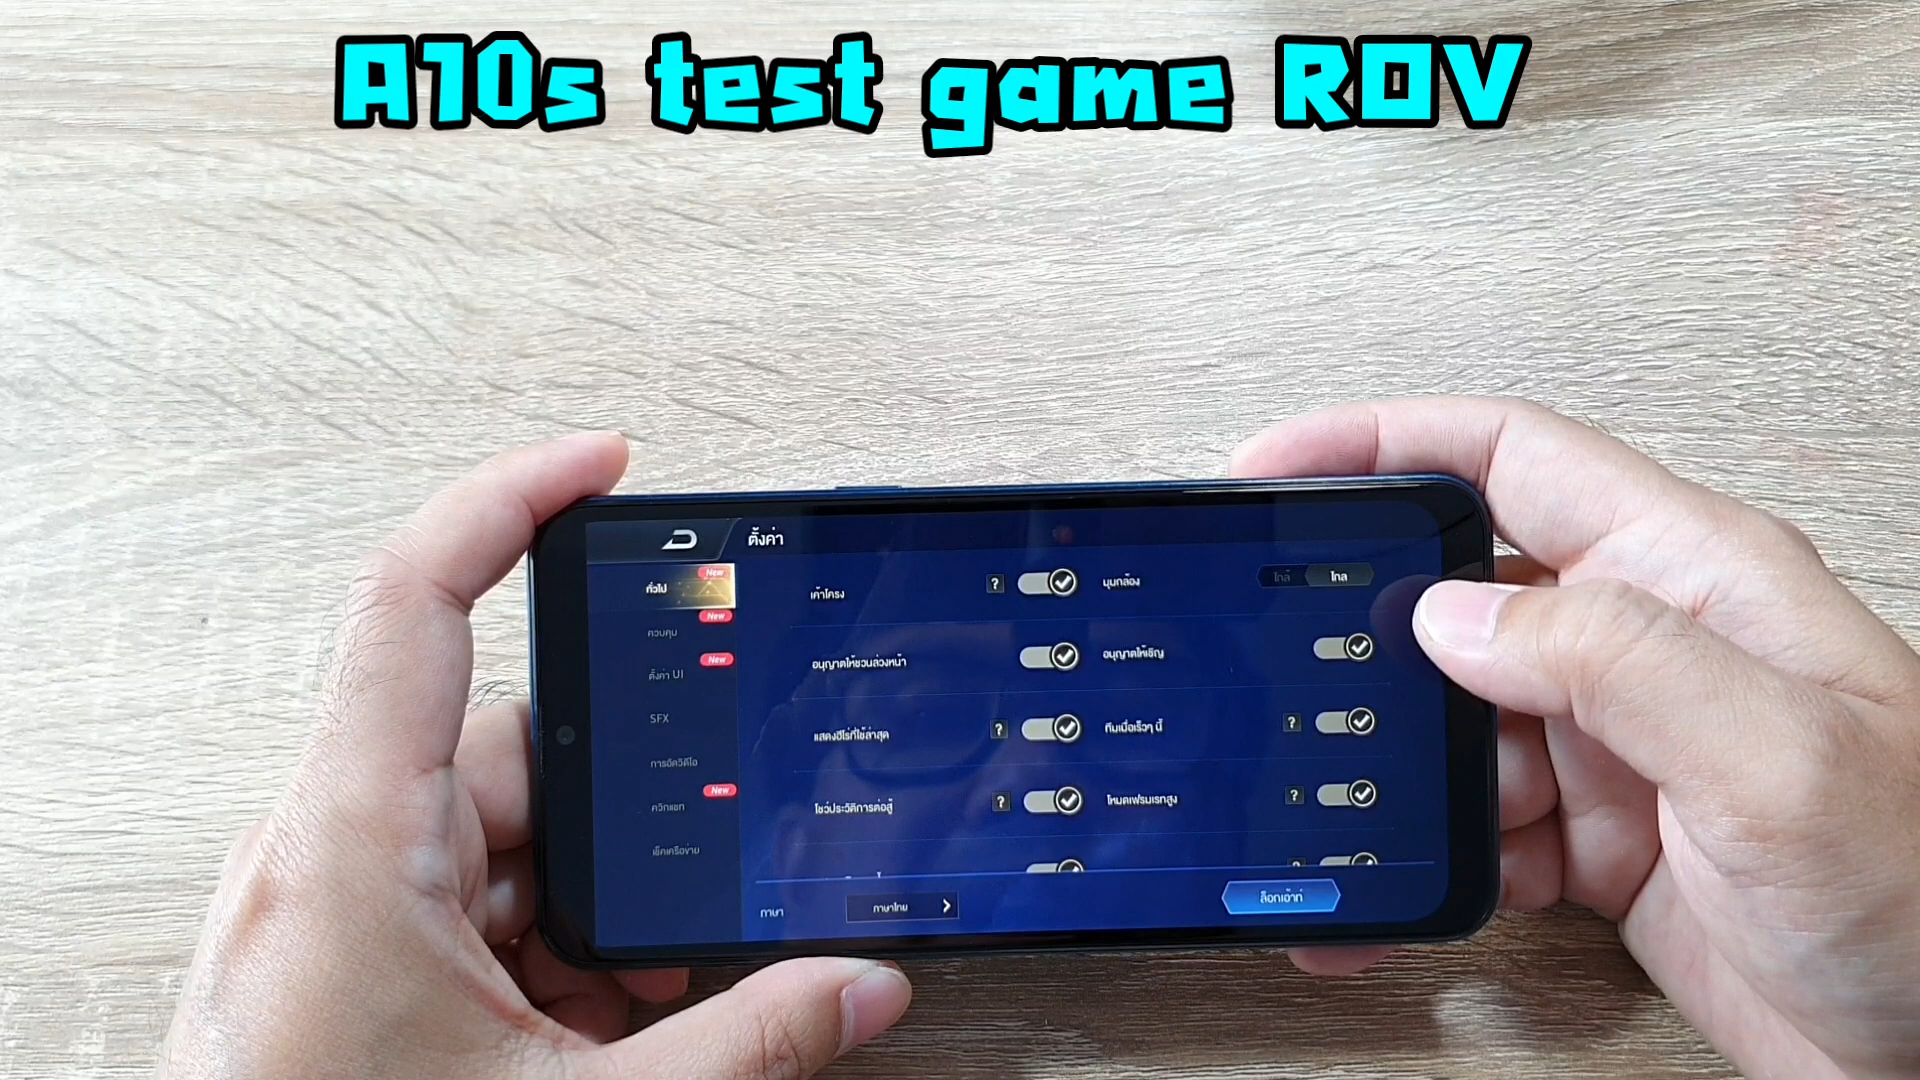 A10s test game ROV
ตั้งค่า
ทั่วไป New
ควบคุม New
ตั้งค่า UI New
SFX
การอัดวิดีโอ
ควิกแชท New
เช็คเครือข่าย
เค้าโครง ?
มุมกล้อง ใกล้ ไกล
อนุญาตให้ชวนล่วงหน้า
อนุญาตให้เชิญ
แสดงฮีโร่ที่ใช้ล่าสุด ?
ทีมเมื่อเร็วๆ นี้ ?
โชว์ประวัติการต่อสู้ ?
โหมดเฟรมเรทสูง ?
ภาษา
ภาษาไทย
ล็อกเอ้าท์